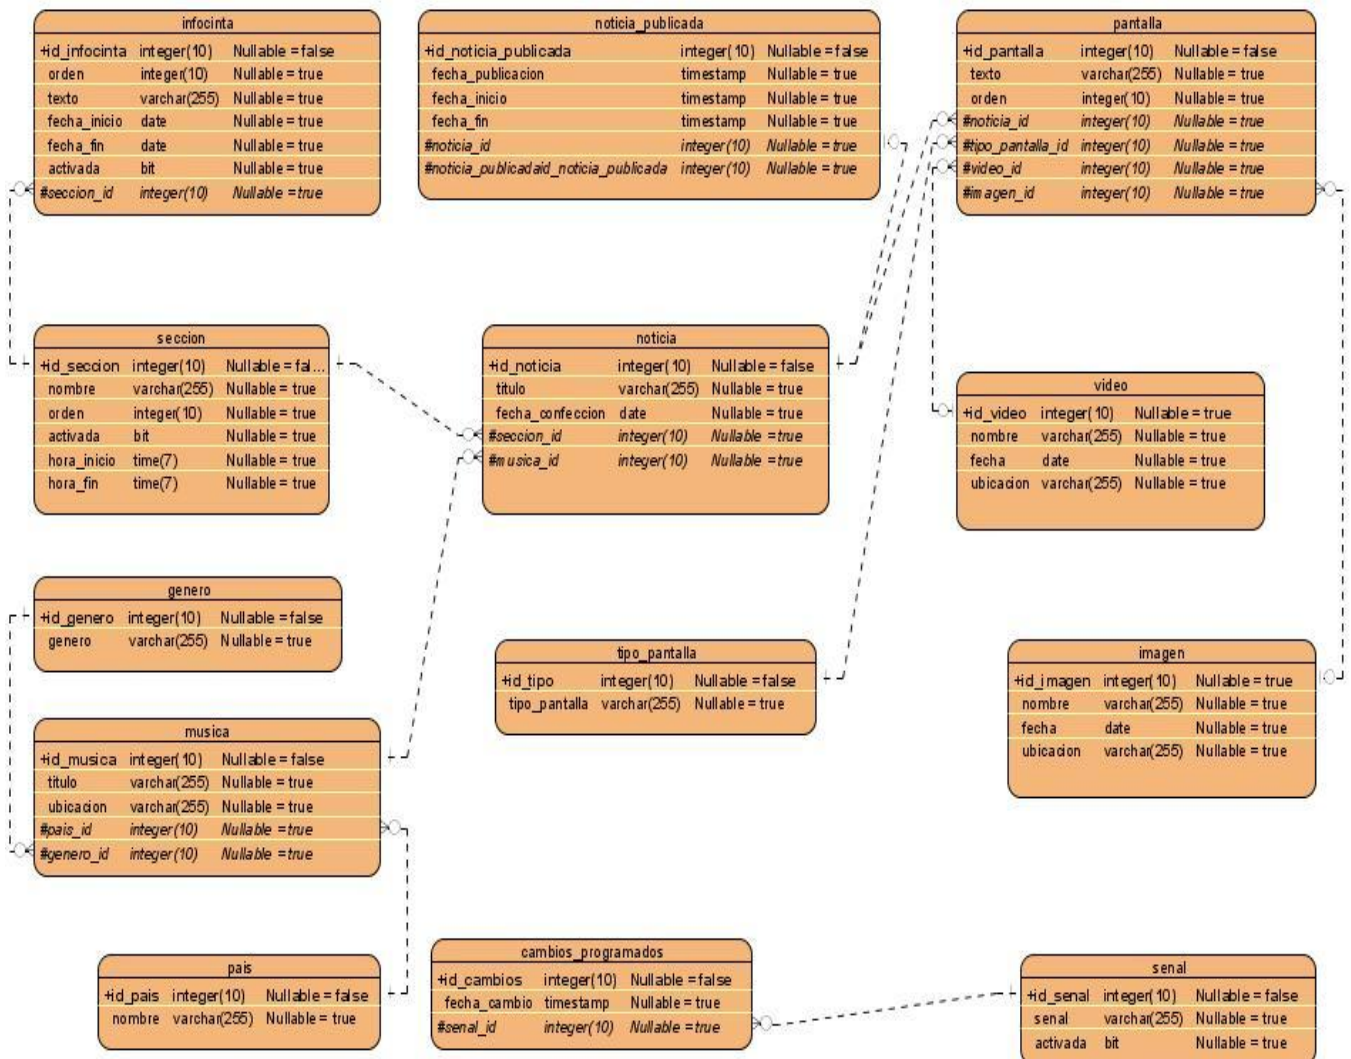 infocinta
+id_infocinta integer(10) Nullable = false
orden integer(10) Nullable = true
texto varchar(255) Nullable = true
fecha_inicio date Nullable = true
fecha_fin date Nullable = true
activada bit Nullable = true
#seccion_id integer(10) Nullable = true
noticia_publicada
+id_noticia_publicada integer(10) Nullable = false
fecha_publicacion timestamp Nullable = true
fecha_inicio timestamp Nullable = true
fecha_fin timestamp Nullable = true
#noticia_id integer(10) Nullable = true
#noticia_publicadaid_noticia_publicada integer(10) Nullable = true
pantalla
+id_pantalla integer(10) Nullable = false
texto varchar(255) Nullable = true
orden integer(10) Nullable = true
#noticia_id integer(10) Nullable = true
#tipo_pantalla_id integer(10) Nullable = true
#video_id integer(10) Nullable = true
#imagen_id integer(10) Nullable = true
seccion
+id_seccion integer(10) Nullable = fal...
nombre varchar(255) Nullable = true
orden integer(10) Nullable = true
activada bit Nullable = true
hora_inicio time(7) Nullable = true
hora_fin time(7) Nullable = true
noticia
+id_noticia integer(10) Nullable = false
titulo varchar(255) Nullable = true
fecha_confeccion date Nullable = true
#seccion_id integer(10) Nullable = true
#musica_id integer(10) Nullable = true
video
+id_video integer(10) Nullable = true
nombre varchar(255) Nullable = true
fecha date Nullable = true
ubicacion varchar(255) Nullable = true
genero
+id_genero integer(10) Nullable = false
genero varchar(255) Nullable = true
tipo_pantalla
+id_tipo integer(10) Nullable = false
tipo_pantalla varchar(255) Nullable = true
imagen
+id_imagen integer(10) Nullable = true
nombre varchar(255) Nullable = true
fecha date Nullable = true
ubicacion varchar(255) Nullable = true
musica
+id_musica integer(10) Nullable = false
titulo varchar(255) Nullable = true
ubicacion varchar(255) Nullable = true
#pais_id integer(10) Nullable = true
#genero_id integer(10) Nullable = true
pais
+id_pais integer(10) Nullable = false
nombre varchar(255) Nullable = true
cambios_programados
+id_cambios integer(10) Nullable = false
fecha_cambio timestamp Nullable = true
#senal_id integer(10) Nullable = true
senal
+id_senal integer(10) Nullable = false
senal varchar(255) Nullable = true
activada bit Nullable = true